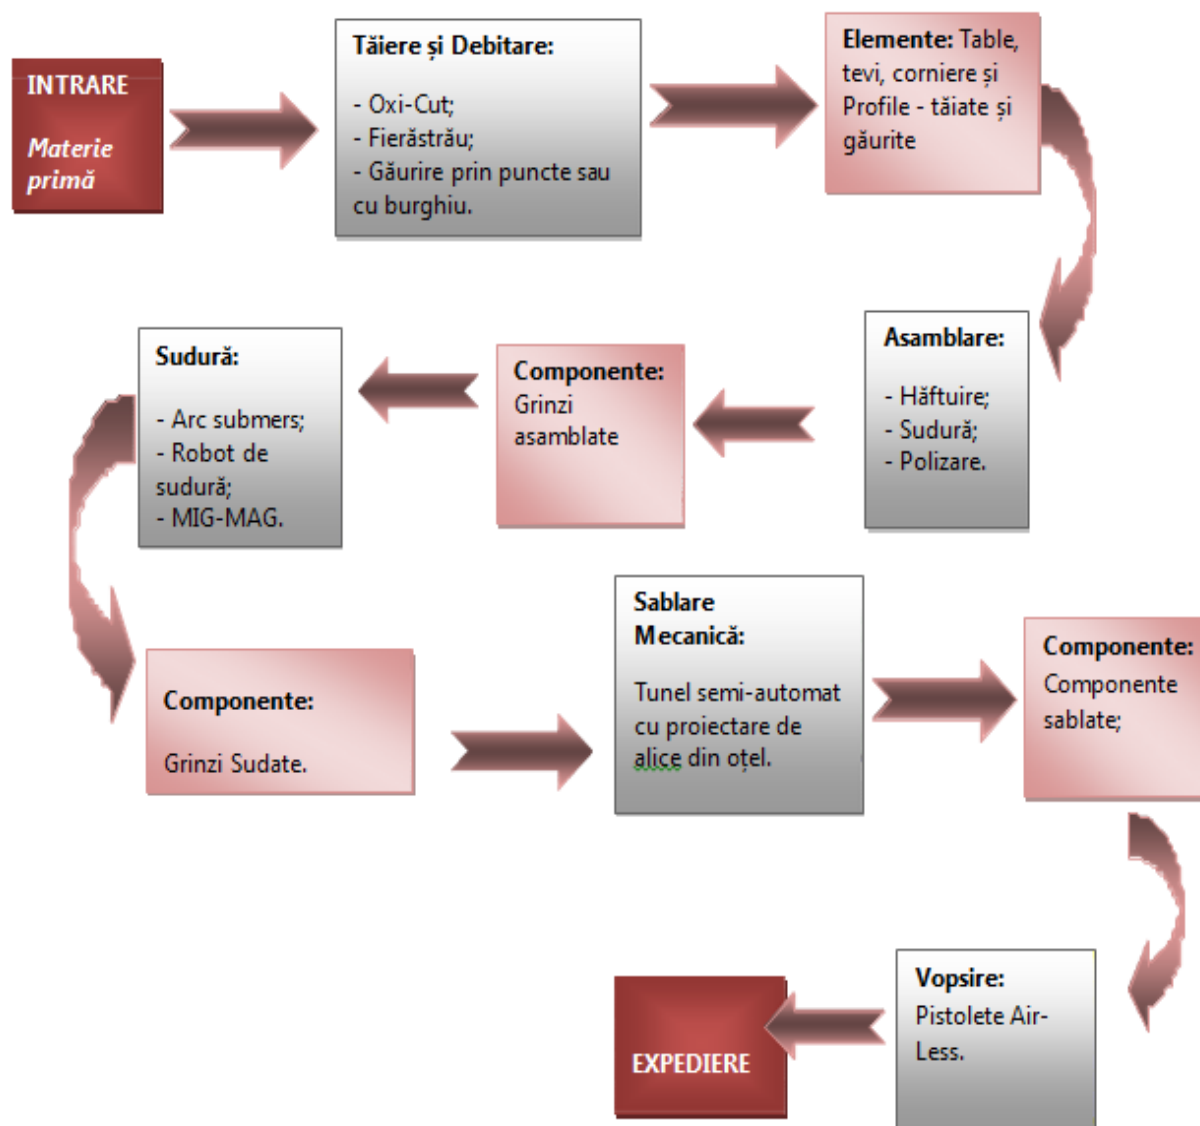 INTRARE
Materie
primă
Tăiere și Debitare:
- Oxi-Cut;
- Fierăstrău;
- Găurire prin puncte sau
cu burghiu.
Elemente: Table,
tevi, corniere și
Profile - tăiate și
găurite
Asamblare:
- Hăftuire;
- Sudură;
- Polizare.
Componente:
Grinzi
asamblate
Sudură:
- Arc submers;
- Robot de
sudură;
- MIG-MAG.
Componente:
Grinzi Sudate.
Sablare
Mecanică:
Tunel semi-automat
cu proiectare de
alice din oțel.
Componente:
Componente
sablate;
Vopsire:
Pistolete Air-
Less.
EXPEDIERE